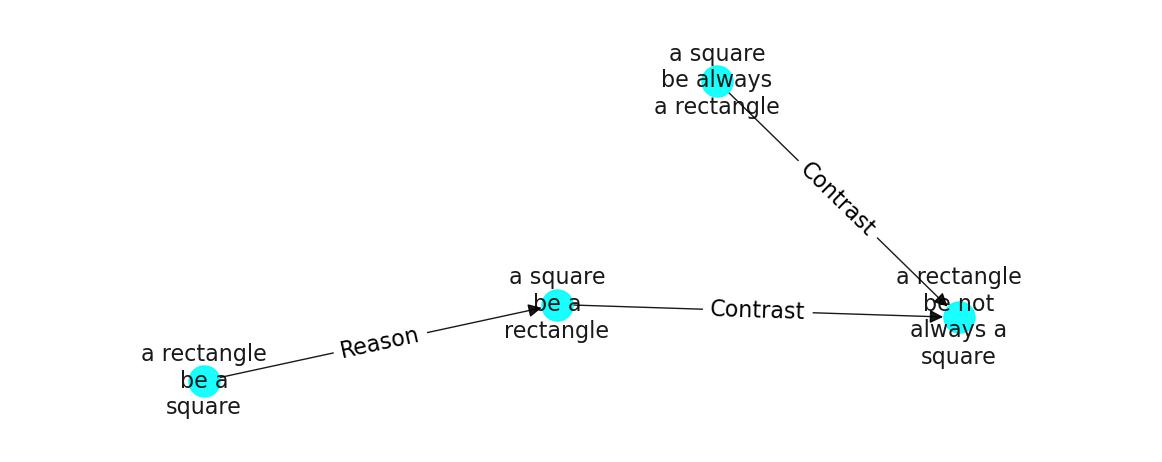 a square
be always
a rectangle
Contrast
a square
be a
rectangle
Contrast
a rectangle
be not
always a
square
Reason
a rectangle
be a
square